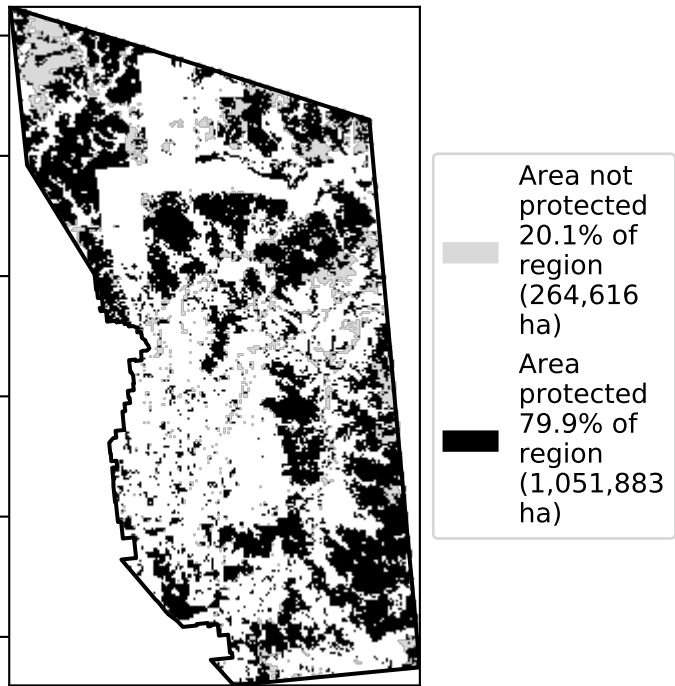 Area not
protected
20.1% of
region
(264,616
ha)
Area
protected
79.9% of
region
(1,051,883
ha)